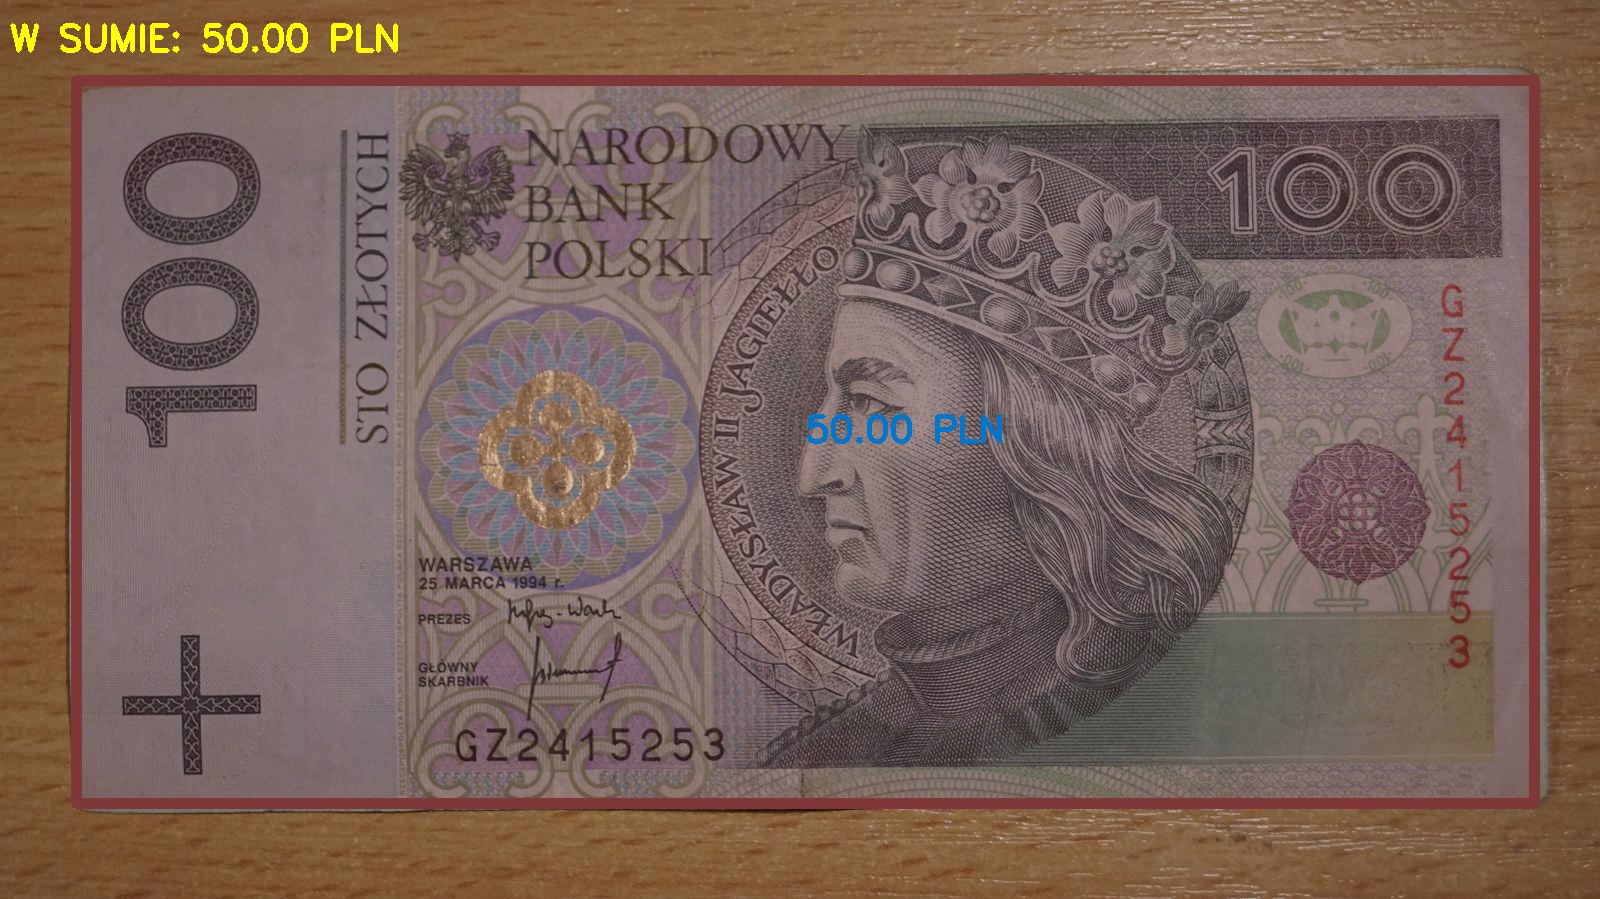 W SUMIE: 50.00 PLN
100
STO ZŁOTYCH
NARODOWY
BANK
POLSKI
100
WŁADYSŁAW II JAGIEŁŁO
50.00 PLN
GZ2415253
WARSZAWA
25 MARCA 1994 r.
PREZES
GŁÓWNY
SKARBNIK
GZ2415253